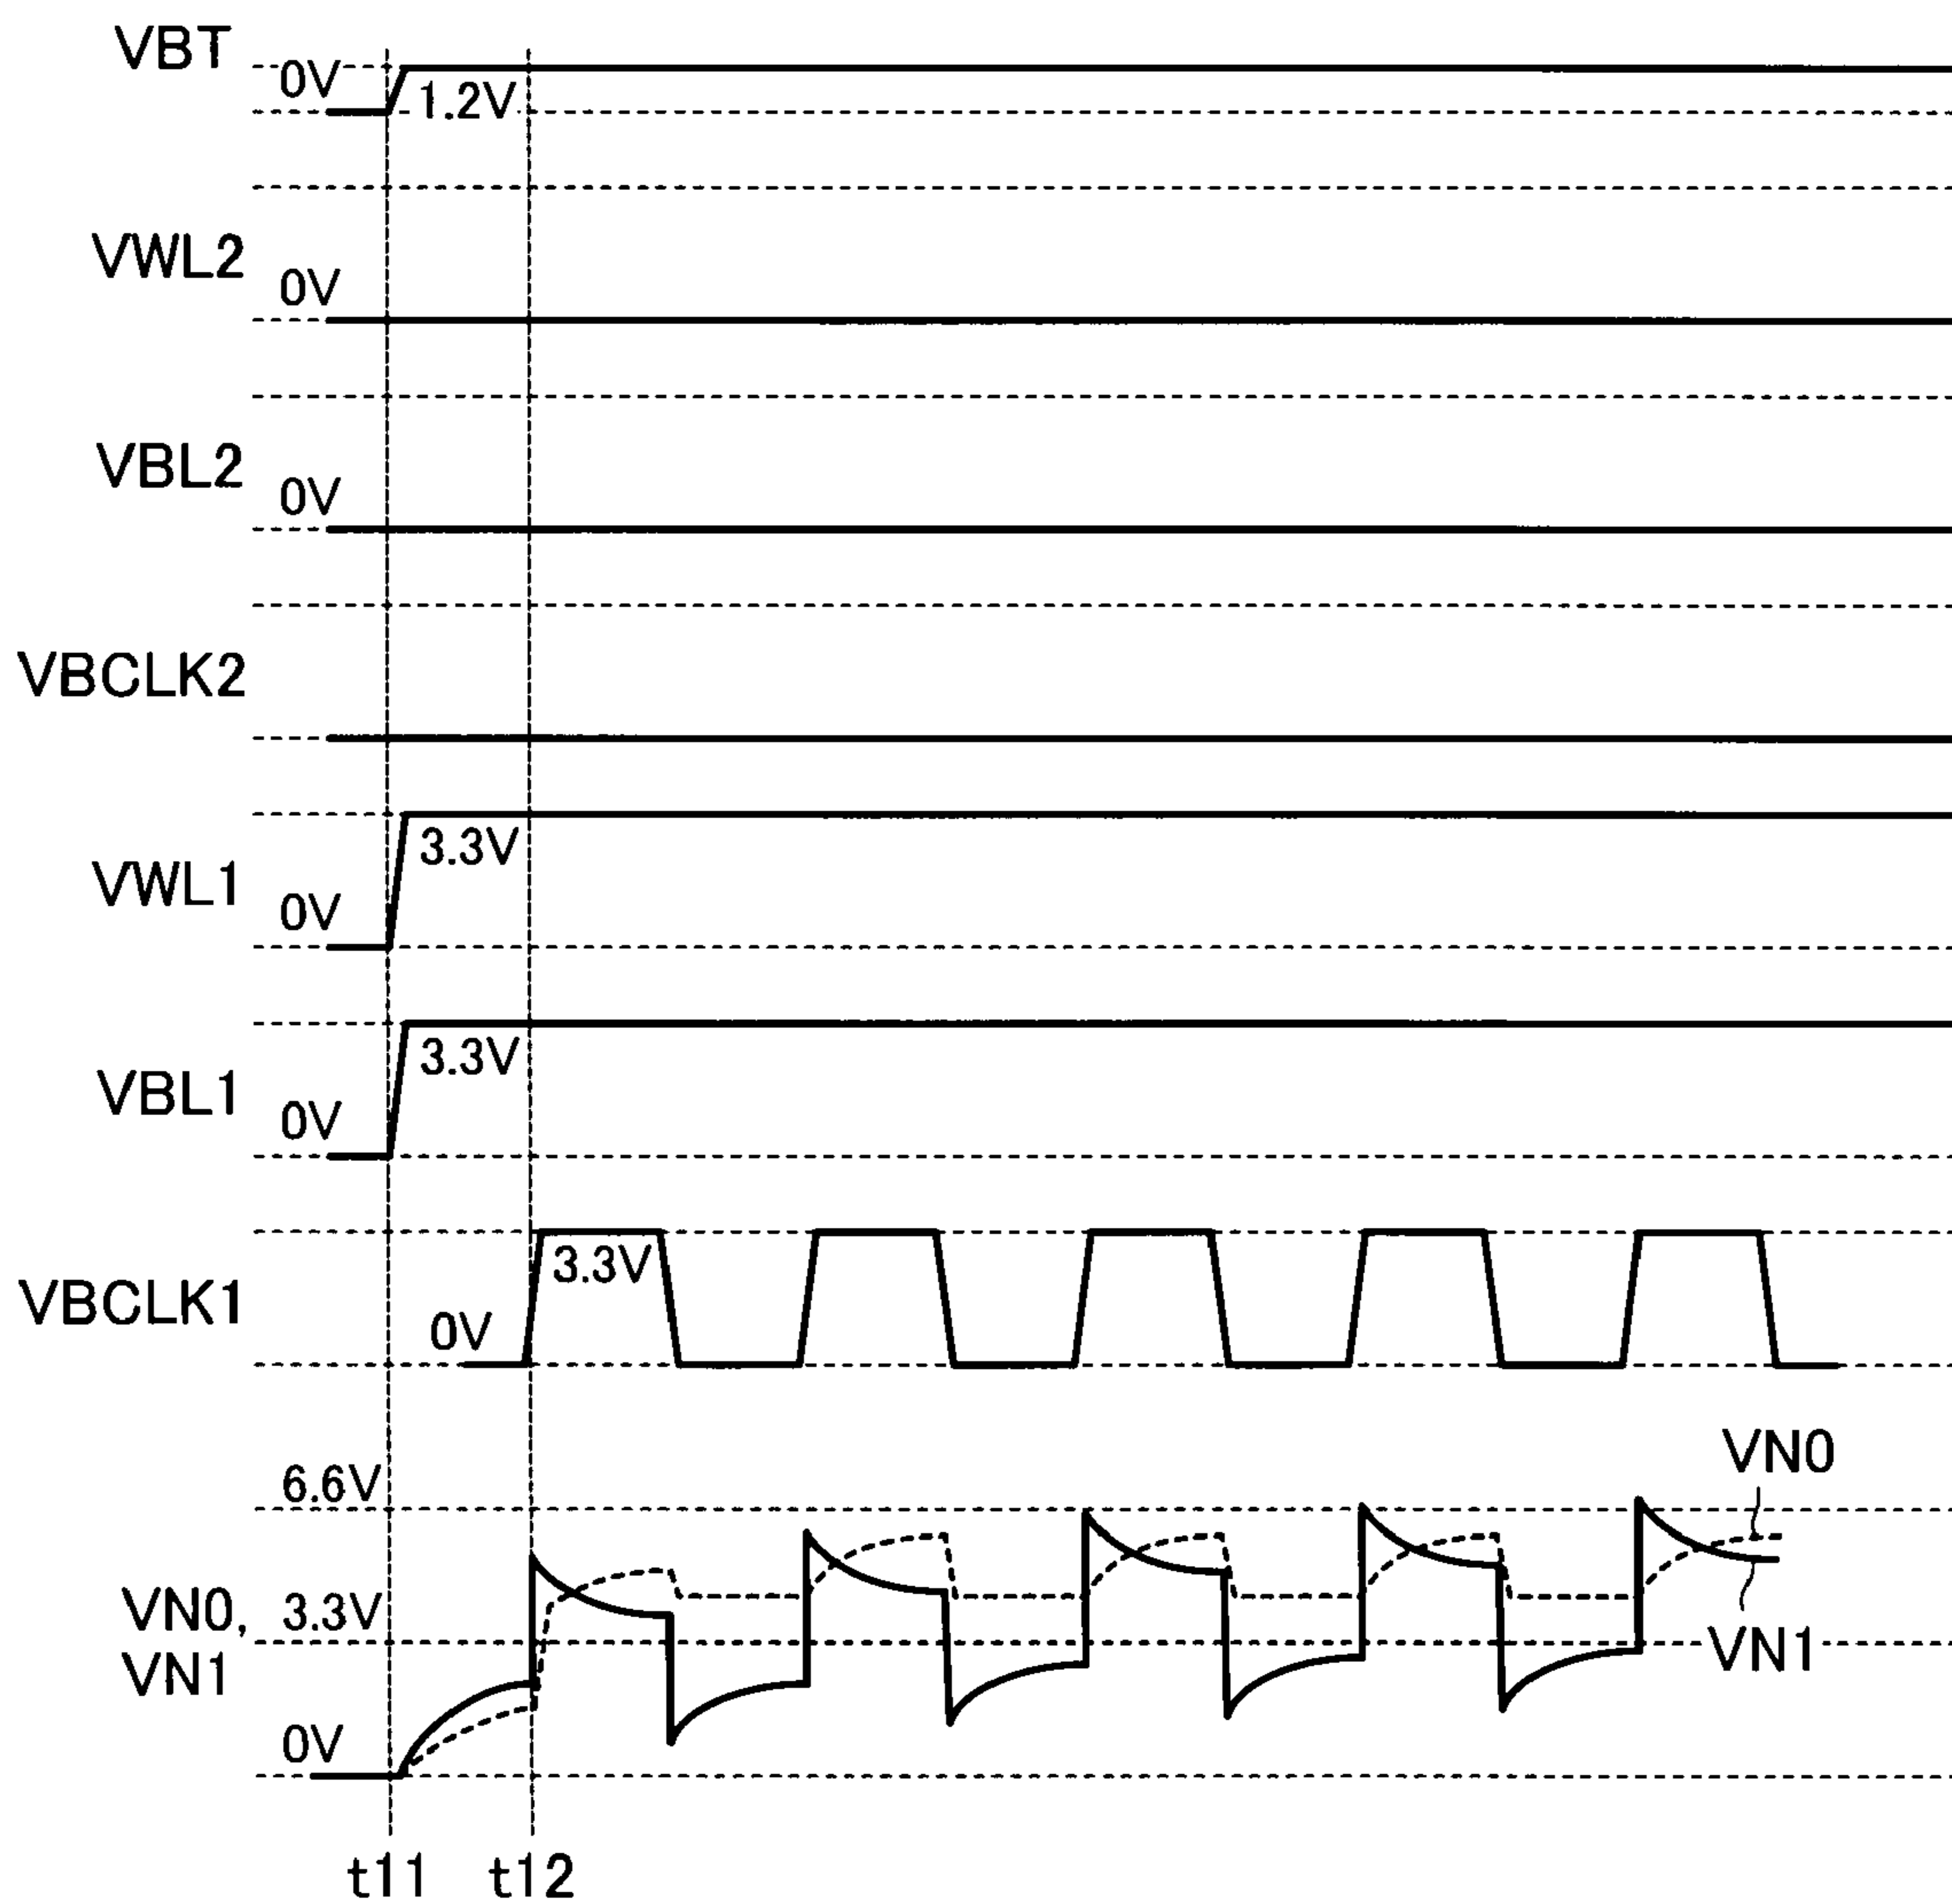 VBT
0V
1.2V
VWL2
0V
VBL2
0V
VBCLK2
VWL1
3.3V
0V
VBL1
3.3V
0V
VBCLK1
3.3V
0V
VN0
6.6V
VN0,
VN1
3.3V
VN1
0V
t11
t12